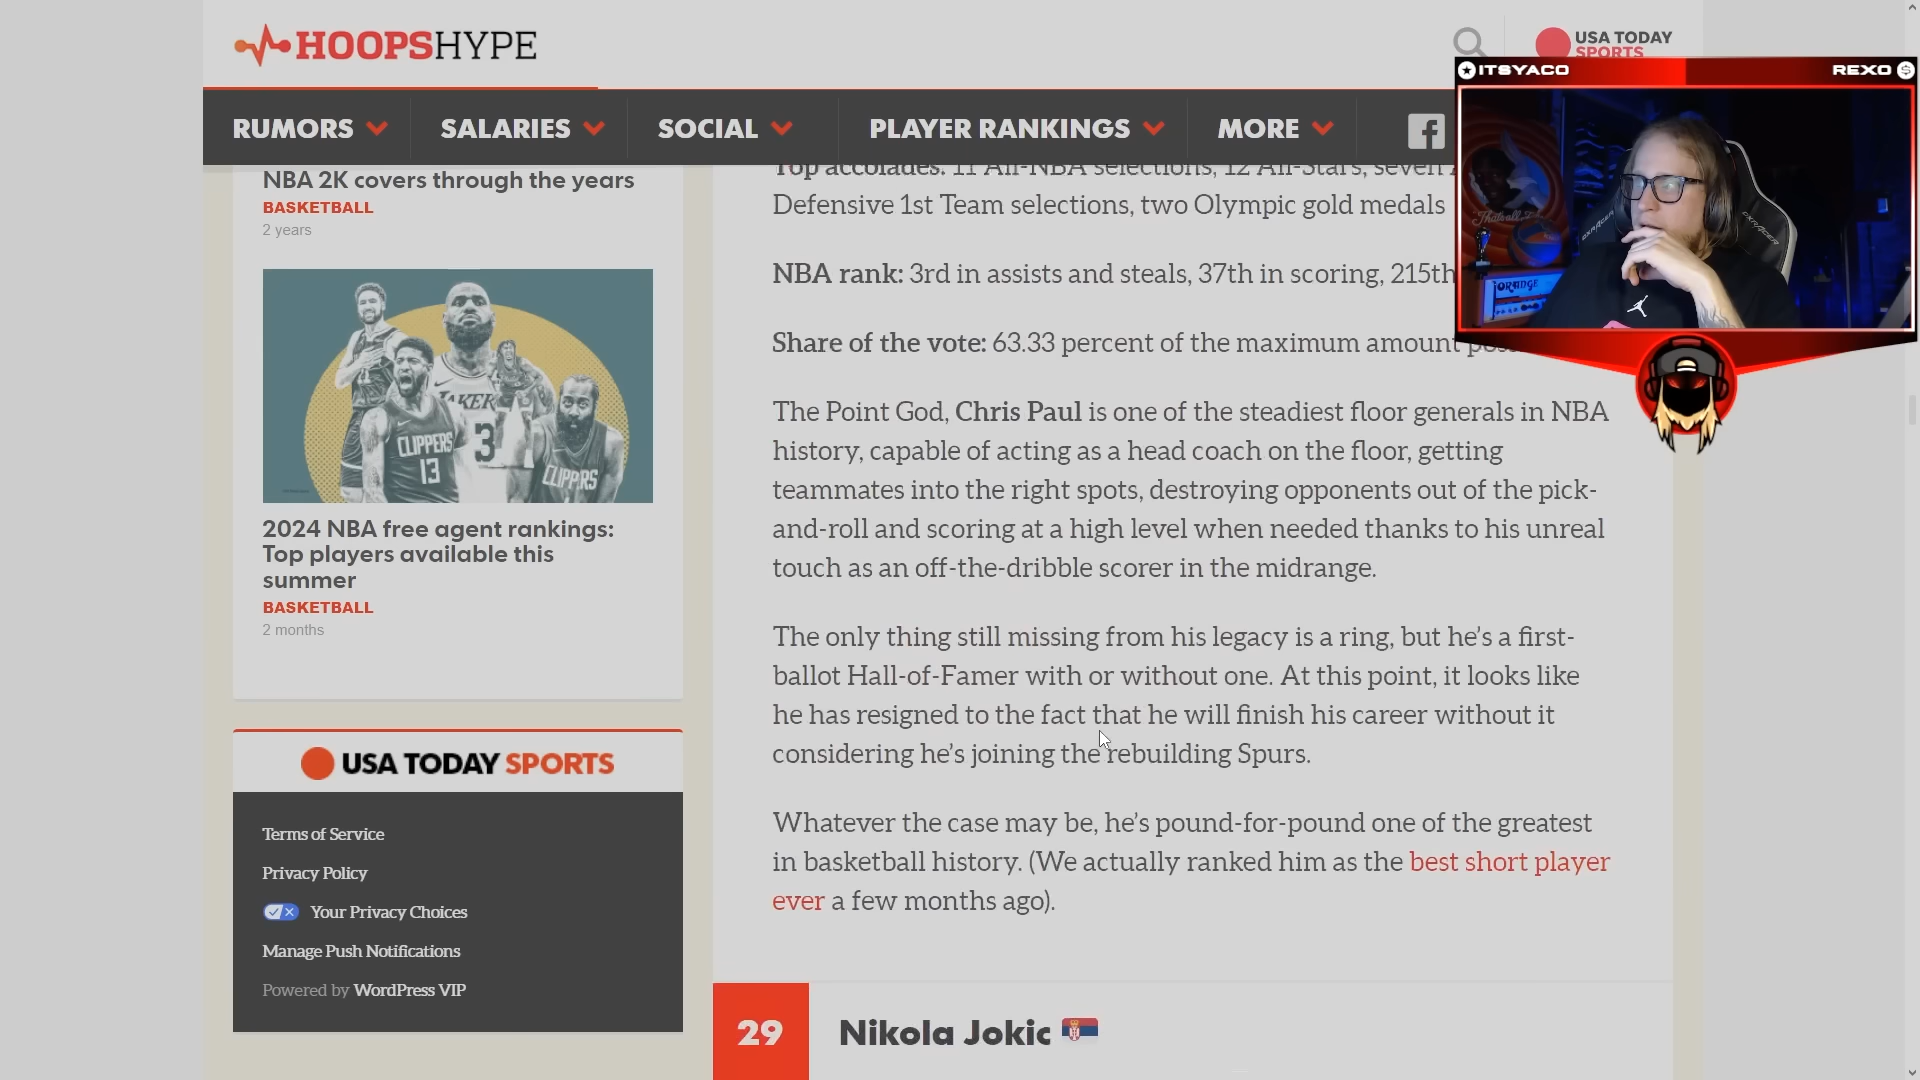 HOOPSHYPE
USA TODAY
SPORTS
ITSYACO
REXO
RUMORS
SALARIES
SOCIAL
PLAYER RANKINGS
MORE
NBA 2K covers through the years
BASKETBALL
2 years
LAKERS
3
CLIPPERS
13
CLIPPERS
2024 NBA free agent rankings:
Top players available this
summer
BASKETBALL
2 months
USA TODAY SPORTS
Terms of Service
Privacy Policy
Your Privacy Choices
Manage Push Notifications
Powered by WordPress VIP
Top accolades: 11 All-NBA selections, 12 All-Stars, seven
Defensive 1st Team selections, two Olympic gold medals
NBA rank: 3rd in assists and steals, 37th in scoring, 215th
Share of the vote: 63.33 percent of the maximum amount
The Point God, Chris Paul is one of the steadiest floor generals in NBA
history, capable of acting as a head coach on the floor, getting
teammates into the right spots, destroying opponents out of the pick-
and-roll and scoring at a high level when needed thanks to his unreal
touch as an off-the-dribble scorer in the midrange.
The only thing still missing from his legacy is a ring, but he's a first-
ballot Hall-of-Famer with or without one. At this point, it looks like
he has resigned to the fact that he will finish his career without it
considering he's joining the rebuilding Spurs.
Whatever the case may be, he's pound-for-pound one of the greatest
in basketball history. (We actually ranked him as the best short player
ever a few months ago).
29
Nikola Jokic
DXRACER
DXRACER
ORANGE